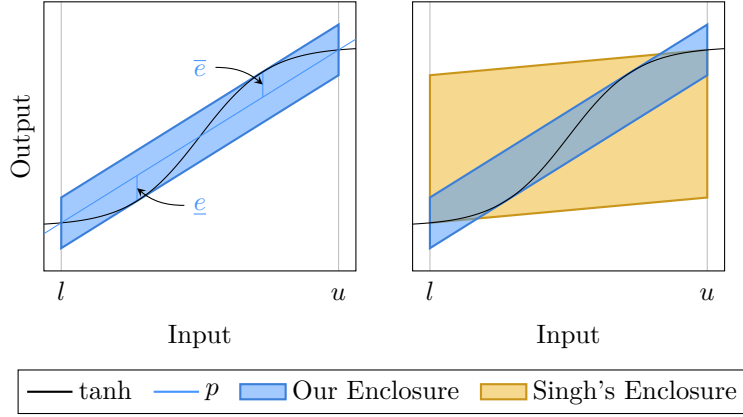 Output
e̅
e̲
l
u
Input
l
u
Input
tanh
p
Our Enclosure
Singh's Enclosure